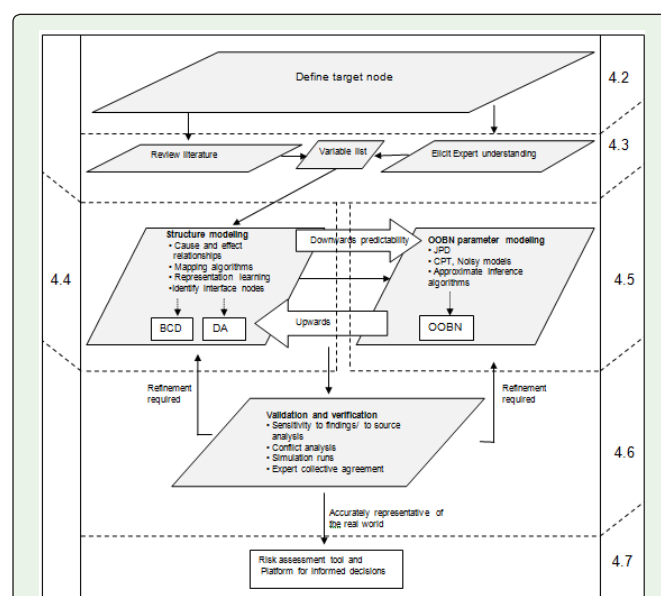 Define target node
4.2
4.3
Review literature
Variable list
Elicit Expert understanding
4.4
Structure modeling
• Cause and effect
relationships
• Mapping algorithms
• Representation learning
•Identify interface nodes
BCD
DA
Downwards predictability
Upwards
OOBN parameter modeling
• JPD
• CPT, Noisy models
• Approximate inference
algorithms
OOBN
4.5
Refinement
required
Refinement
required
Validation and verification
• Sensitivity to findings/ to source
analysis
• Conflict analysis
• Simulation runs
• Expert collective agreement
4.6
Accurately representative of
the real world
Risk assessment tool and
Platform for informed decisions
4.7